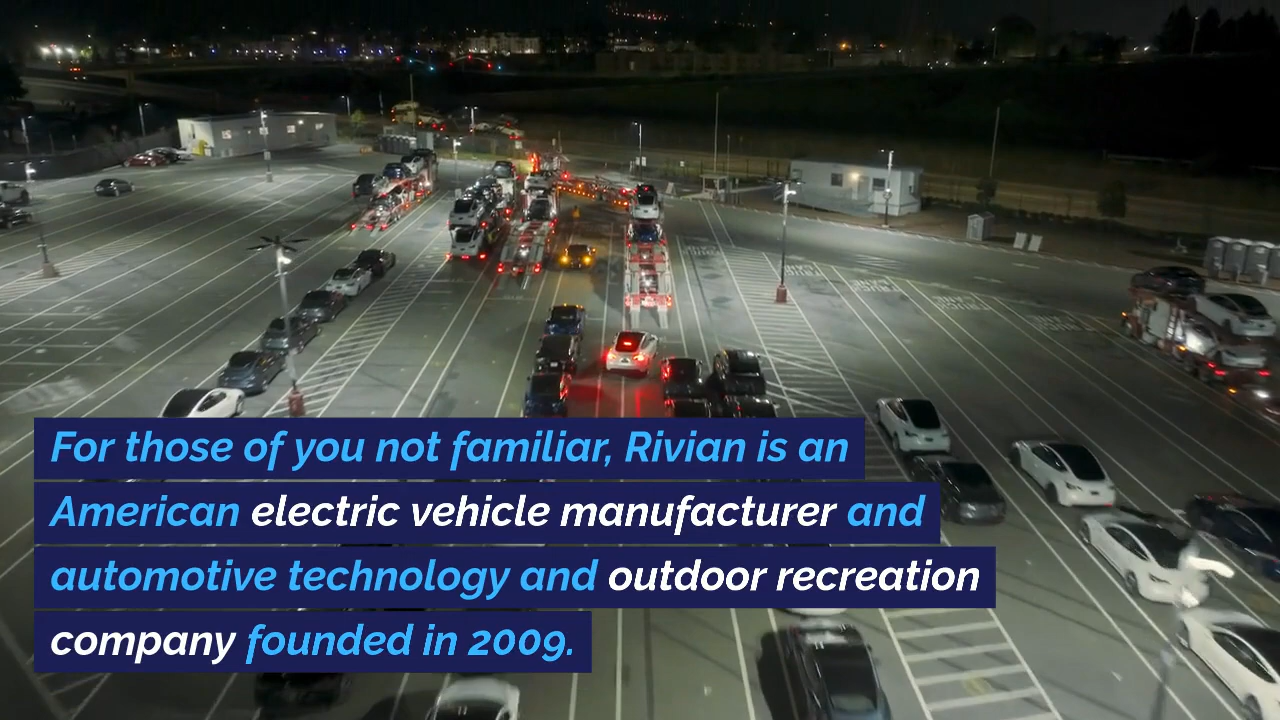 For those of you not familiar, Rivian is an
American electric vehicle manufacturer and
automotive technology and outdoor recreation
company founded in 2009.